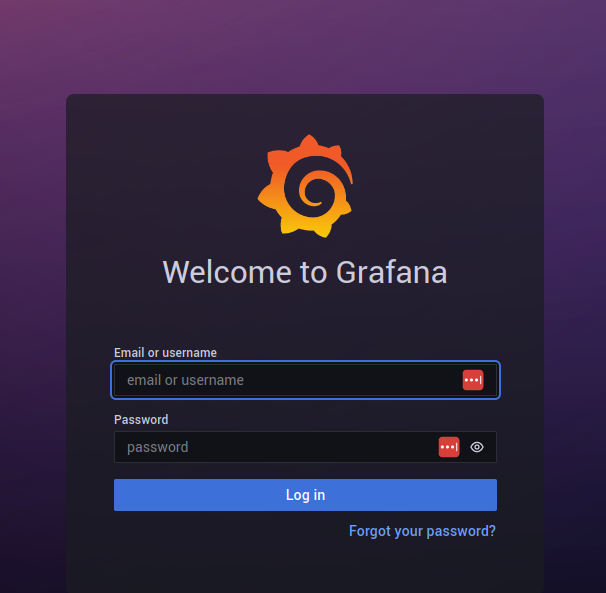 Welcome to Grafana
Email or username
email or username
Password
password
Log in
Forgot your password?